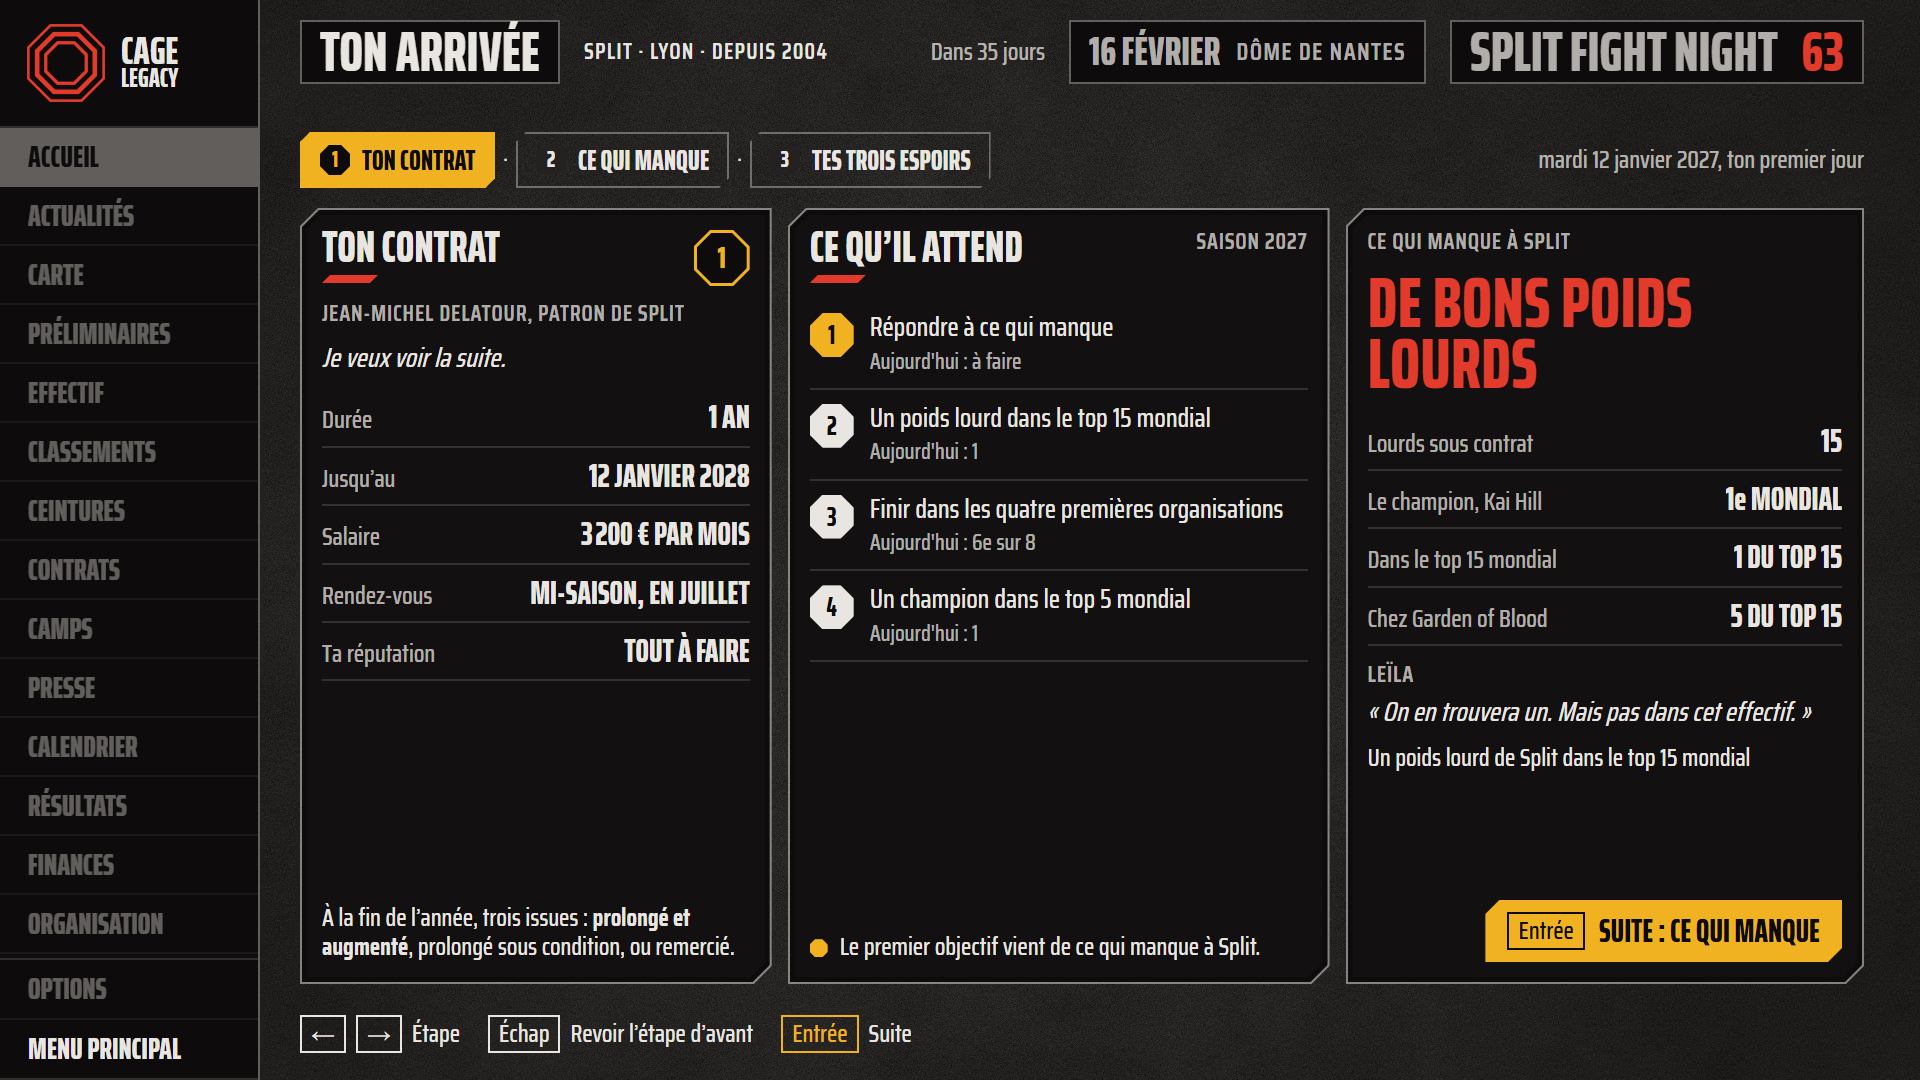 CAGE
LEGACY
ACCUEIL
ACTUALITÉS
CARTE
PRÉLIMINAIRES
EFFECTIF
CLASSEMENTS
CEINTURES
CONTRATS
CAMPS
PRESSE
CALENDRIER
RÉSULTATS
FINANCES
ORGANISATION
OPTIONS
MENU PRINCIPAL
TON ARRIVÉE
SPLIT · LYON · DEPUIS 2004
Dans 35 jours
16 FÉVRIER DÔME DE NANTES
SPLIT FIGHT NIGHT 63
1 TON CONTRAT · 2 CE QUI MANQUE · 3 TES TROIS ESPOIRS
mardi 12 janvier 2027, ton premier jour
TON CONTRAT
1
JEAN-MICHEL DELATOUR, PATRON DE SPLIT
Je veux voir la suite.
Durée 1 AN
Jusqu’au 12 JANVIER 2028
Salaire 3 200 € PAR MOIS
Rendez-vous MI-SAISON, EN JUILLET
Ta réputation TOUT À FAIRE
À la fin de l’année, trois issues : prolongé et
augmenté, prolongé sous condition, ou remercié.
CE QU’IL ATTEND
SAISON 2027
1 Répondre à ce qui manque
Aujourd'hui : à faire
2 Un poids lourd dans le top 15 mondial
Aujourd'hui : 1
3 Finir dans les quatre premières organisations
Aujourd'hui : 6e sur 8
4 Un champion dans le top 5 mondial
Aujourd'hui : 1
Le premier objectif vient de ce qui manque à Split.
CE QUI MANQUE À SPLIT
DE BONS POIDS
LOURDS
Lourds sous contrat 15
Le champion, Kai Hill 1e MONDIAL
Dans le top 15 mondial 1 DU TOP 15
Chez Garden of Blood 5 DU TOP 15
LEÏLA
« On en trouvera un. Mais pas dans cet effectif. »
Un poids lourd de Split dans le top 15 mondial
Entrée SUITE : CE QUI MANQUE
← → Étape Échap Revoir l’étape d’avant Entrée Suite